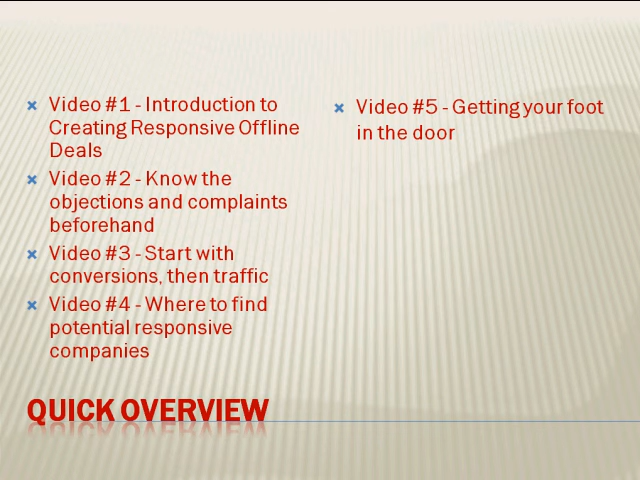 Video #1 - Introduction to
Creating Responsive Offline
Deals
Video #2 - Know the
objections and complaints
beforehand
Video #3 - Start with
conversions, then traffic
Video #4 - Where to find
potential responsive
companies
Video #5 - Getting your foot
in the door
QUICK OVERVIEW